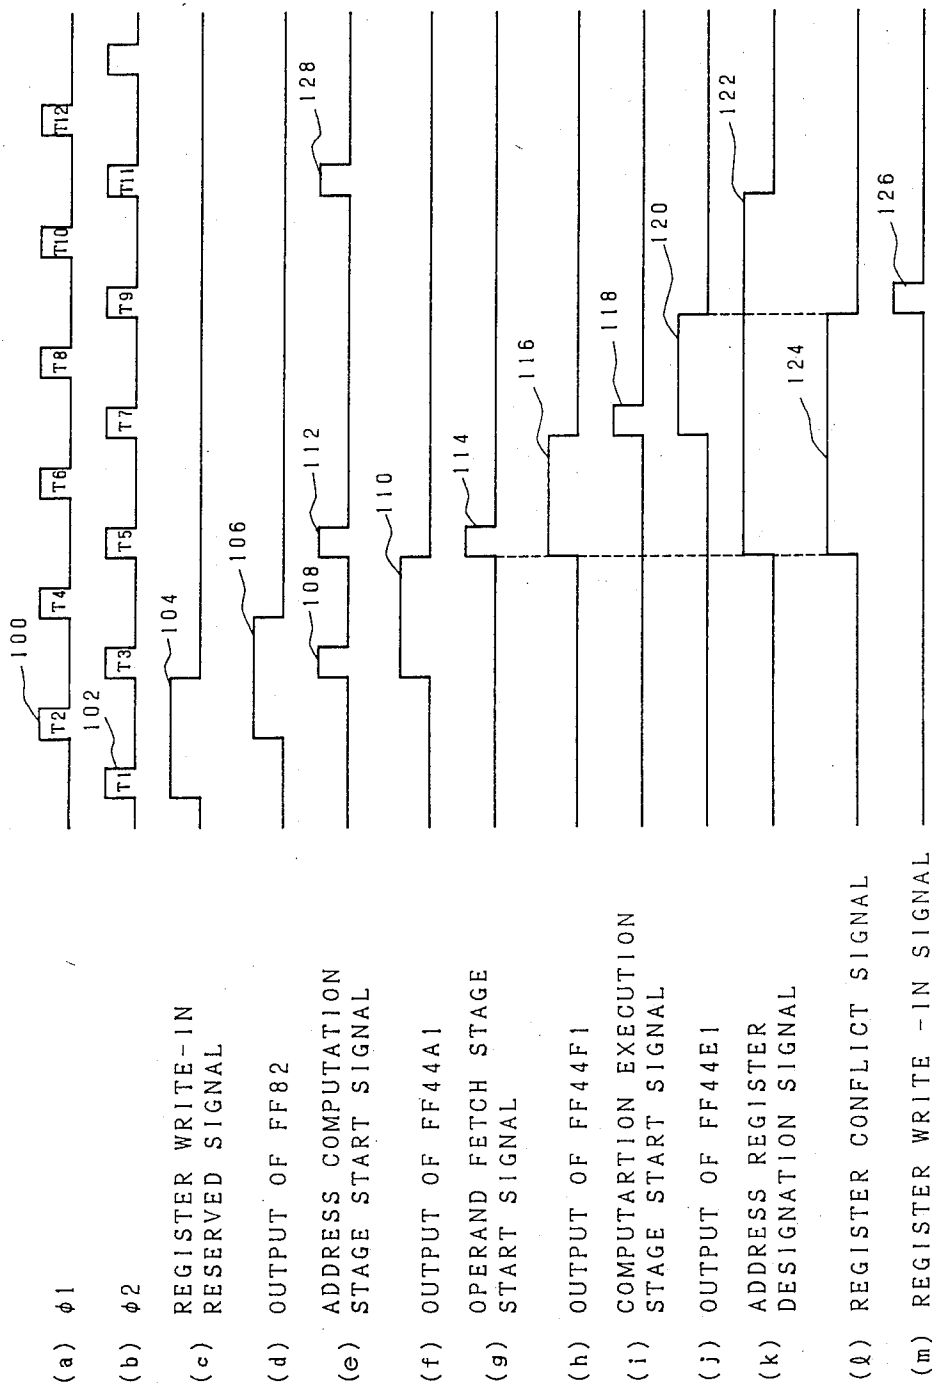 (a) φ1
T2 T4 T6 T8 T10 T12
100
(b) φ2
T1 T3 T5 T7 T9 T11
102
(c) REGISTER WRITE-IN
RESERVED SIGNAL
104
(d) OUTPUT OF FF82
106
(e) ADDRESS COMPUTATION
STAGE START SIGNAL
108
112
128
(f) OUTPUT OF FF44A1
110
(g) OPERAND FETCH STAGE
START SIGNAL
114
(h) OUTPUT OF FF44F1
116
(i) COMPUTARTION EXECUTION
STAGE START SIGNAL
118
(j) OUTPUT OF FF44E1
120
(k) ADDRESS REGISTER
DESIGNATION SIGNAL
122
(ℓ) REGISTER CONFLICT SIGNAL
124
(m) REGISTER WRITE -IN SIGNAL
126